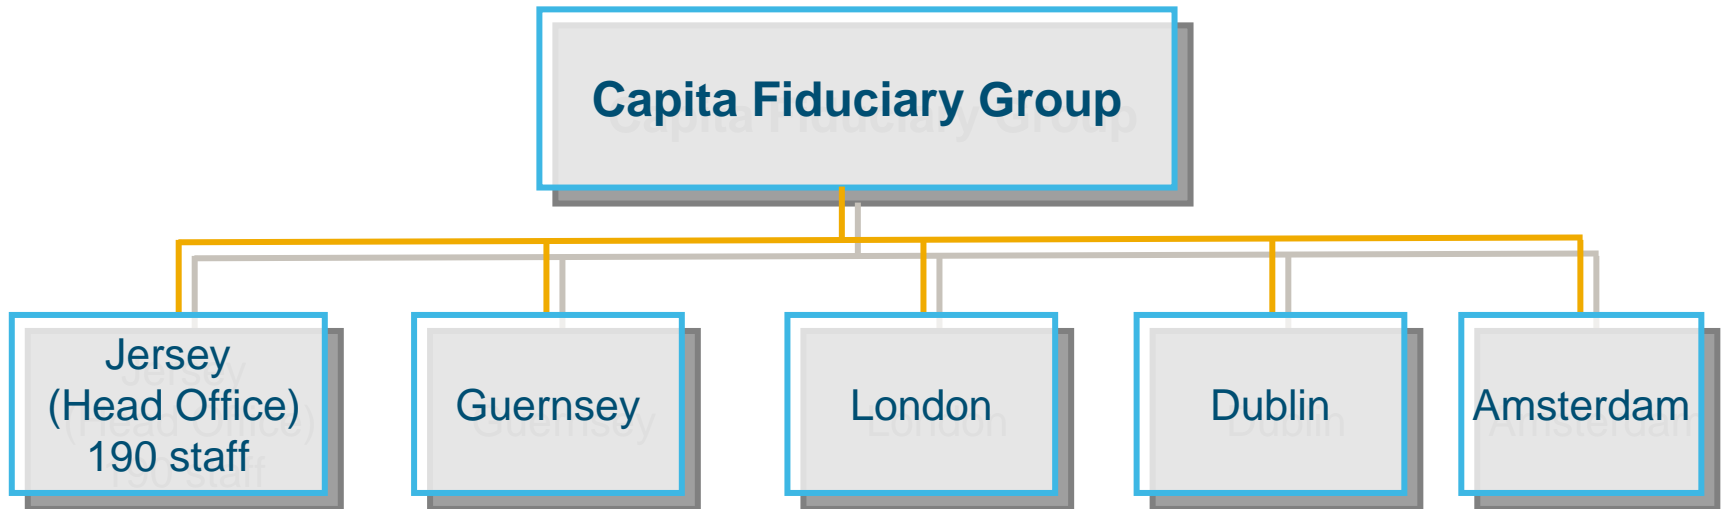 Capita Fiduciary Group
Jersey
(Head Office)
190 staff
Guernsey
London
Dublin
Amsterdam